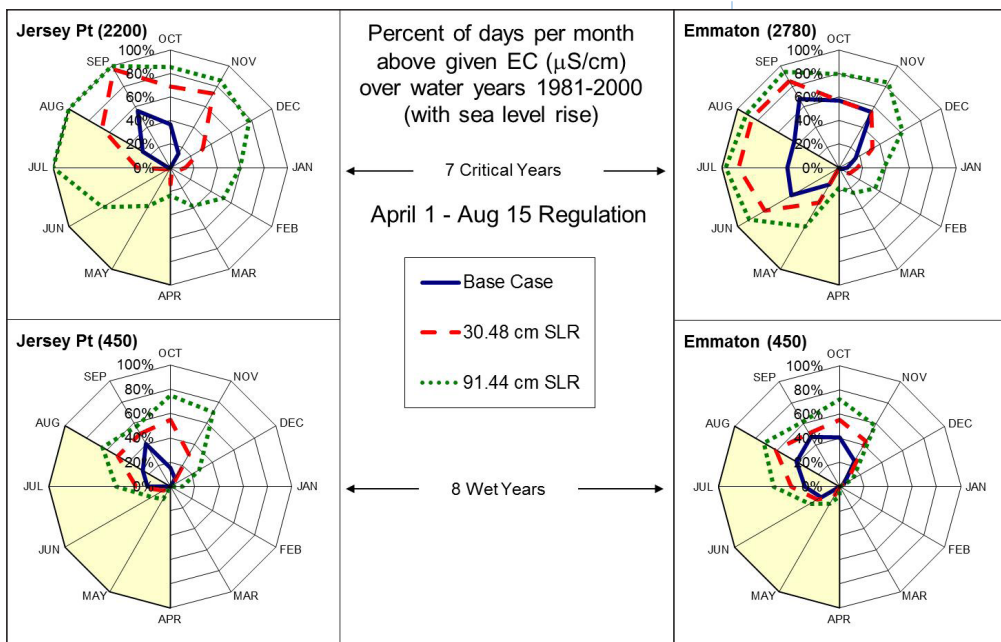 Jersey Pt (2200)
OCT
NOV
DEC
JAN
FEB
MAR
APR
MAY
JUN
JUL
AUG
SEP
100%
80%
60%
40%
20%
0%
Percent of days per month
above given EC (μS/cm)
over water years 1981-2000
(with sea level rise)
7 Critical Years
April 1 - Aug 15 Regulation
Base Case
30.48 cm SLR
91.44 cm SLR
8 Wet Years
Emmaton (2780)
OCT
NOV
DEC
JAN
FEB
MAR
APR
MAY
JUN
JUL
AUG
SEP
100%
80%
60%
40%
20%
0%
Jersey Pt (450)
OCT
NOV
DEC
JAN
FEB
MAR
APR
MAY
JUN
JUL
AUG
SEP
100%
80%
60%
40%
20%
0%
Emmaton (450)
OCT
NOV
DEC
JAN
FEB
MAR
APR
MAY
JUN
JUL
AUG
SEP
100%
80%
60%
40%
20%
0%